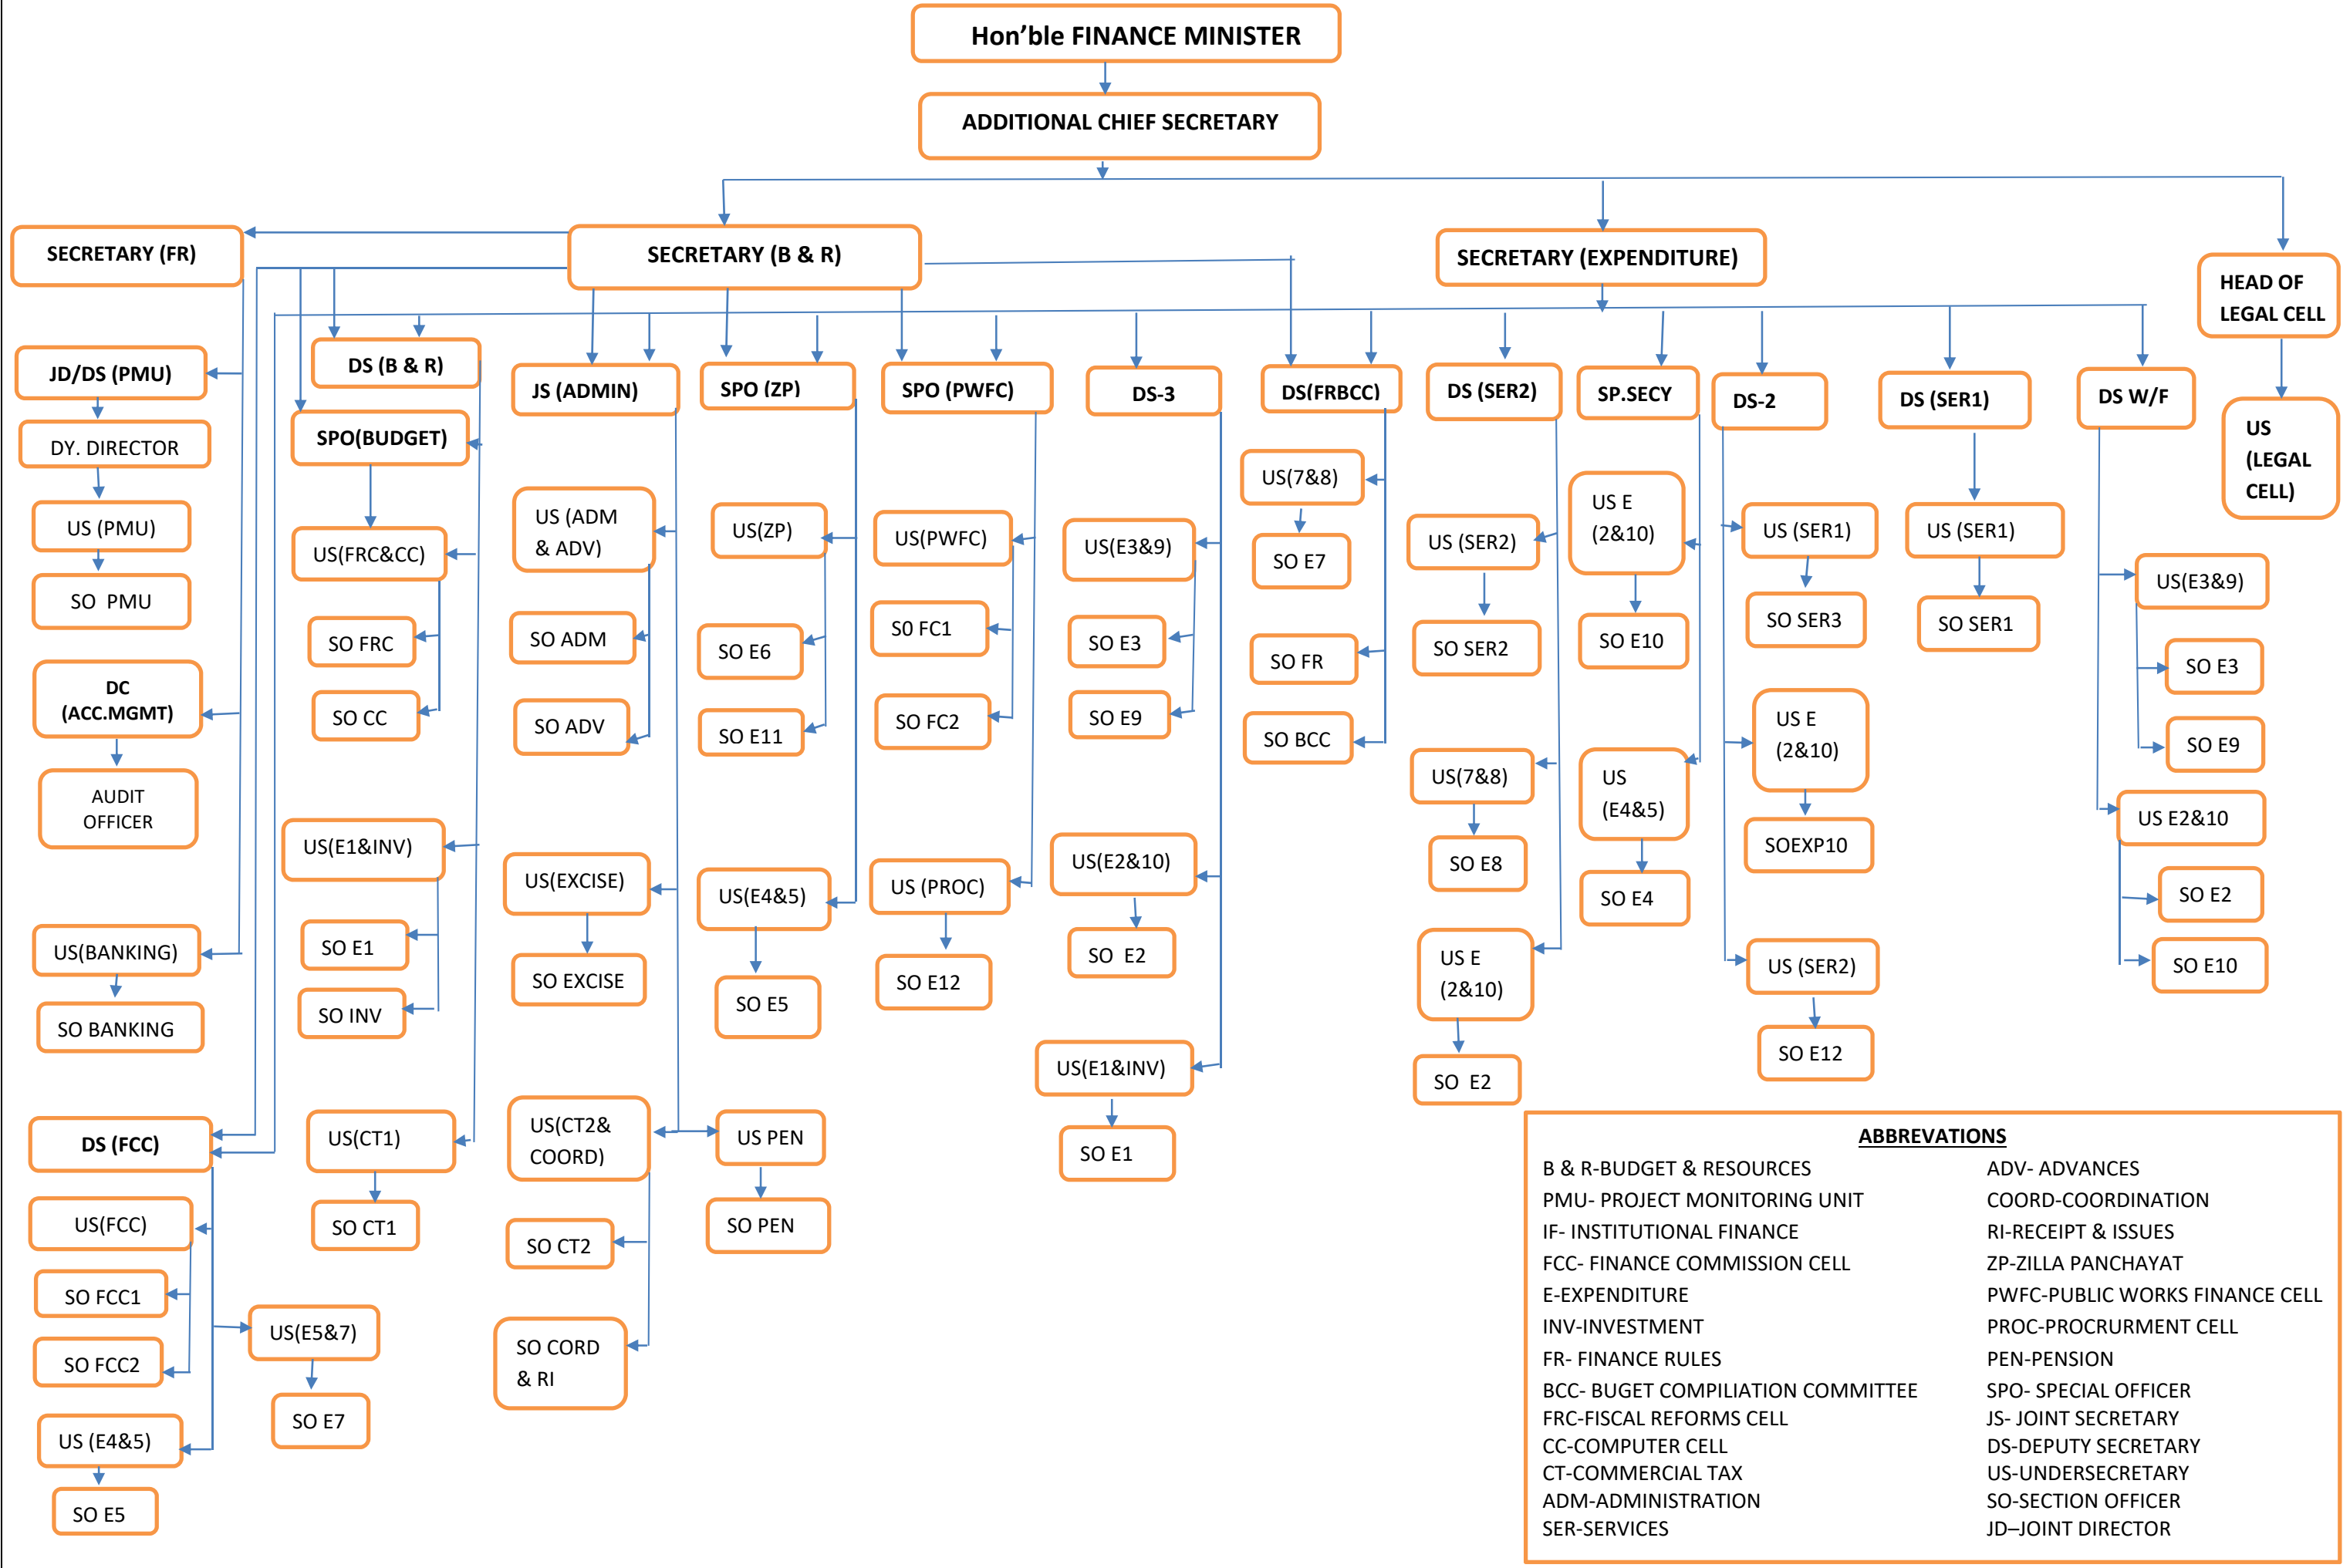 Hon’ble FINANCE MINISTER
ADDITIONAL CHIEF SECRETARY
SECRETARY (FR)
SECRETARY (B & R)
SECRETARY (EXPENDITURE)
HEAD OF
LEGAL CELL
US
(LEGAL
CELL)
JD/DS (PMU)
DY. DIRECTOR
US (PMU)
SO PMU
DC
(ACC.MGMT)
AUDIT
OFFICER
US(BANKING)
SO BANKING
DS (FCC)
US(FCC)
SO FCC1
SO FCC2
US (E4&5)
SO E5
US(E5&7)
SO E7
DS (B & R)
SPO(BUDGET)
US(FRC&CC)
SO FRC
SO CC
US(E1&INV)
SO E1
SO INV
US(CT1)
SO CT1
JS (ADMIN)
US (ADM
& ADV)
SO ADM
SO ADV
US(EXCISE)
SO EXCISE
US(CT2&
COORD)
SO CT2
SO CORD
& RI
SPO (ZP)
US(ZP)
SO E6
SO E11
US(E4&5)
SO E5
US PEN
SO PEN
SPO (PWFC)
US(PWFC)
S0 FC1
SO FC2
US (PROC)
SO E12
DS-3
US(E3&9)
SO E3
SO E9
US(E2&10)
SO E2
US(E1&INV)
SO E1
DS(FRBCC)
US(7&8)
SO E7
SO FR
SO BCC
DS (SER2)
US (SER2)
SO SER2
US(7&8)
SO E8
US E
(2&10)
SO E2
SP.SECY
US E
(2&10)
SO E10
US
(E4&5)
SO E4
DS-2
US (SER1)
SO SER3
US E
(2&10)
SOEXP10
US (SER2)
SO E12
DS (SER1)
US (SER1)
SO SER1
DS W/F
US(E3&9)
SO E3
SO E9
US E2&10
SO E2
SO E10
ABBREVATIONS
B & R-BUDGET & RESOURCES
PMU- PROJECT MONITORING UNIT
IF- INSTITUTIONAL FINANCE
FCC- FINANCE COMMISSION CELL
E-EXPENDITURE
INV-INVESTMENT
FR- FINANCE RULES
BCC- BUGET COMPILIATION COMMITTEE
FRC-FISCAL REFORMS CELL
CC-COMPUTER CELL
CT-COMMERCIAL TAX
ADM-ADMINISTRATION
SER-SERVICES
ADV- ADVANCES
COORD-COORDINATION
RI-RECEIPT & ISSUES
ZP-ZILLA PANCHAYAT
PWFC-PUBLIC WORKS FINANCE CELL
PROC-PROCRURMENT CELL
PEN-PENSION
SPO- SPECIAL OFFICER
JS- JOINT SECRETARY
DS-DEPUTY SECRETARY
US-UNDERSECRETARY
SO-SECTION OFFICER
JD–JOINT DIRECTOR